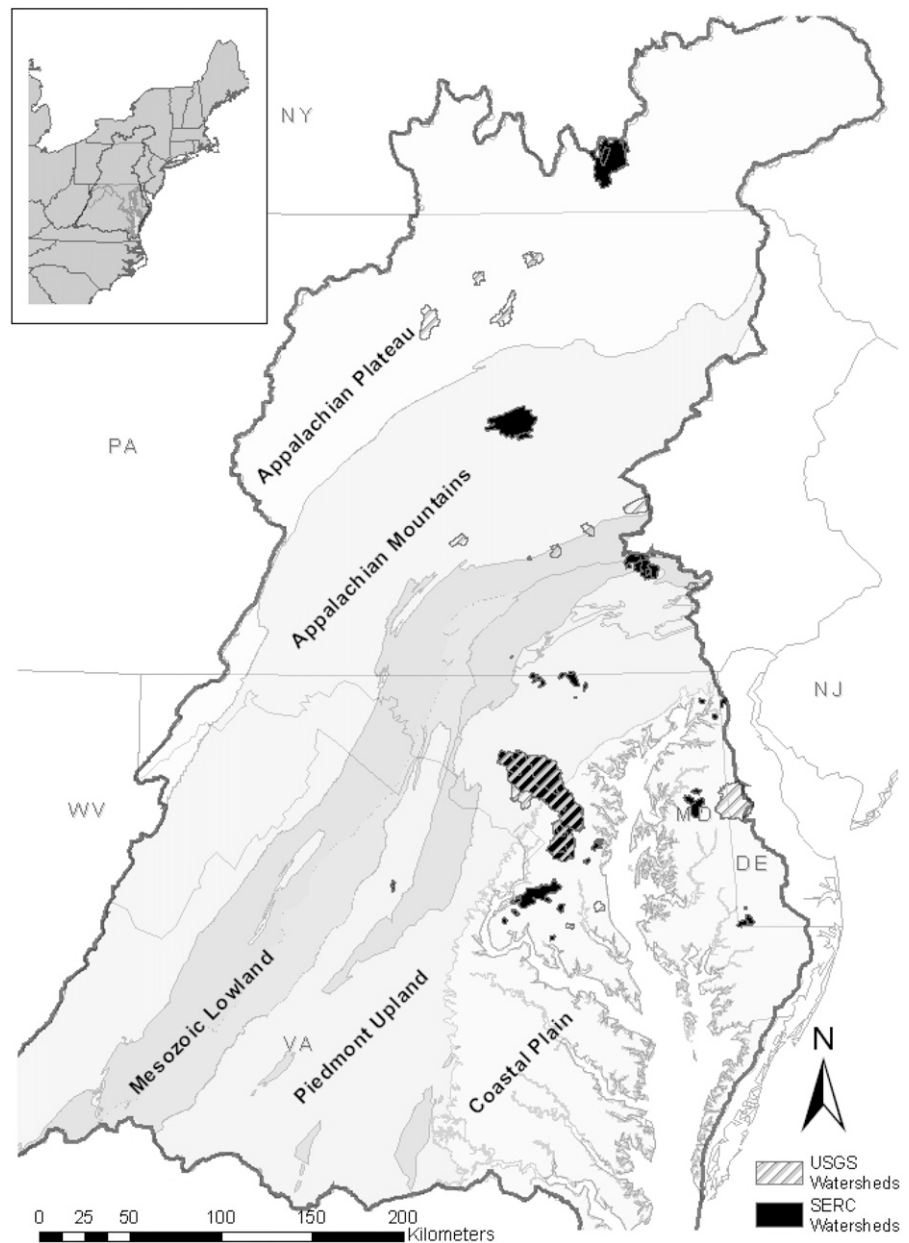 NY
PA
Appalachian Plateau
Appalachian Mountains
NJ
WV
MD
DE
Mesozoic Lowland
VA
Piedmont Upland
Coastal Plain
N
USGS
Watersheds
SERC
Watersheds
0 25 50 100 150 200
Kilometers